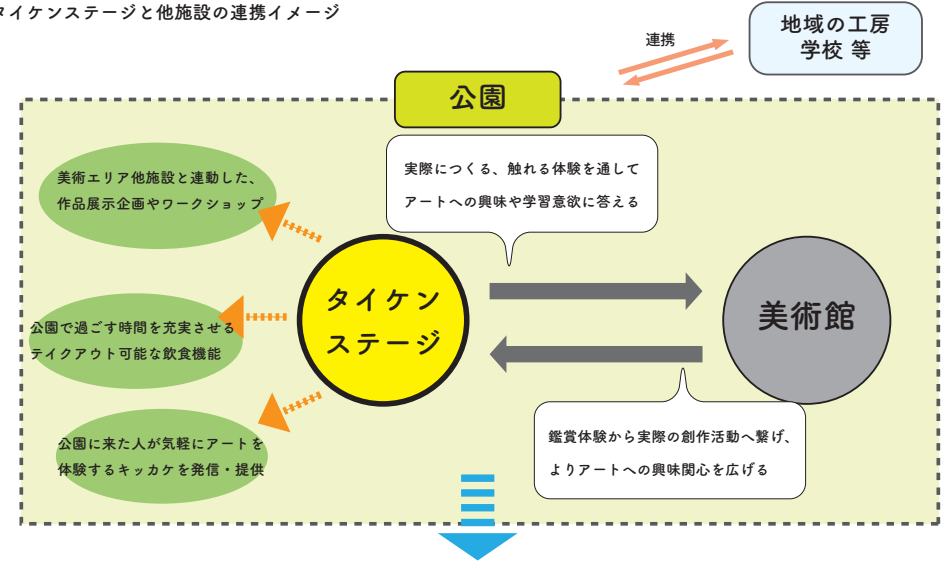 タイケンステージと他施設の連携イメージ
地域の工房
学校 等
連携
公園
実際につくる、触れる体験を通して
アートへの興味や学習意欲に答える
美術エリア他施設と連動した、
作品展示企画やワークショップ
タイケン
ステージ
美術館
公園で過ごす時間を充実させる
テイクアウト可能な飲食機能
公園に来た人が気軽にアートを
体験するキッカケを発信・提供
鑑賞体験から実際の創作活動へ繋げ、
よりアートへの興味関心を広げる